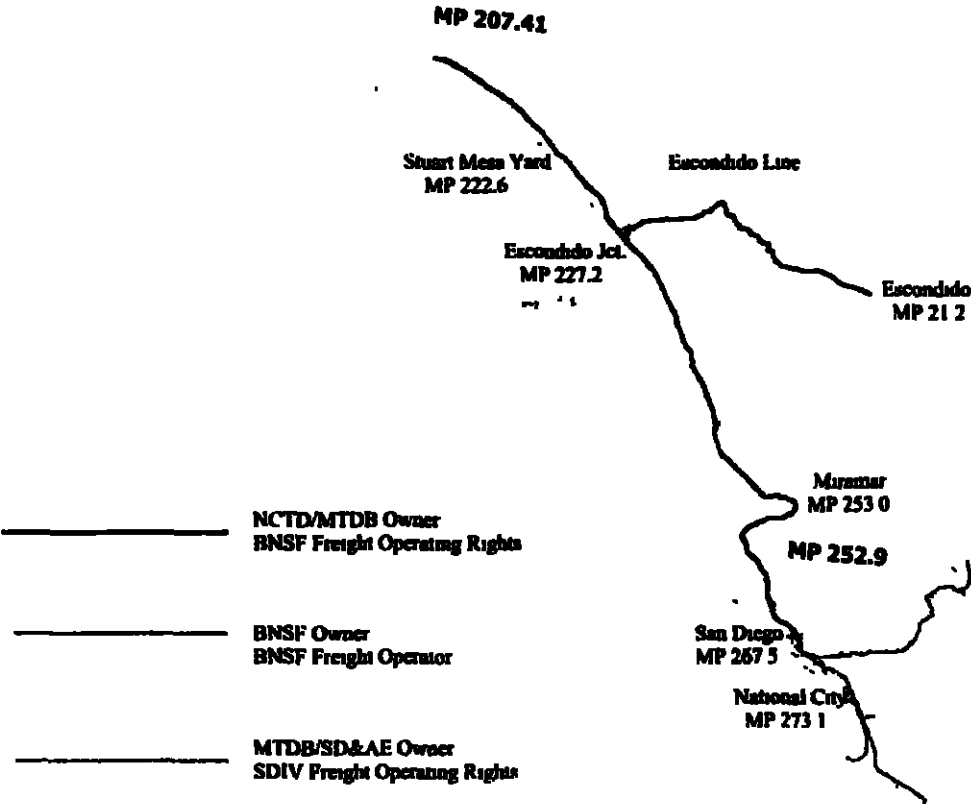 MP 207.41
Stuart Mesa Yard
MP 222.6
Escondido Line
Escondido Jct.
MP 227.2
Escondido
MP 21 2
Miramar
MP 253 0
NCTD/MTDB Owner
BNSF Freight Operating Rights
MP 252.9
BNSF Owner
BNSF Freight Operator
San Diego
MP 267 5
National City
MP 273 1
MTDB/SD&AE Owner
SDIV Freight Operating Rights